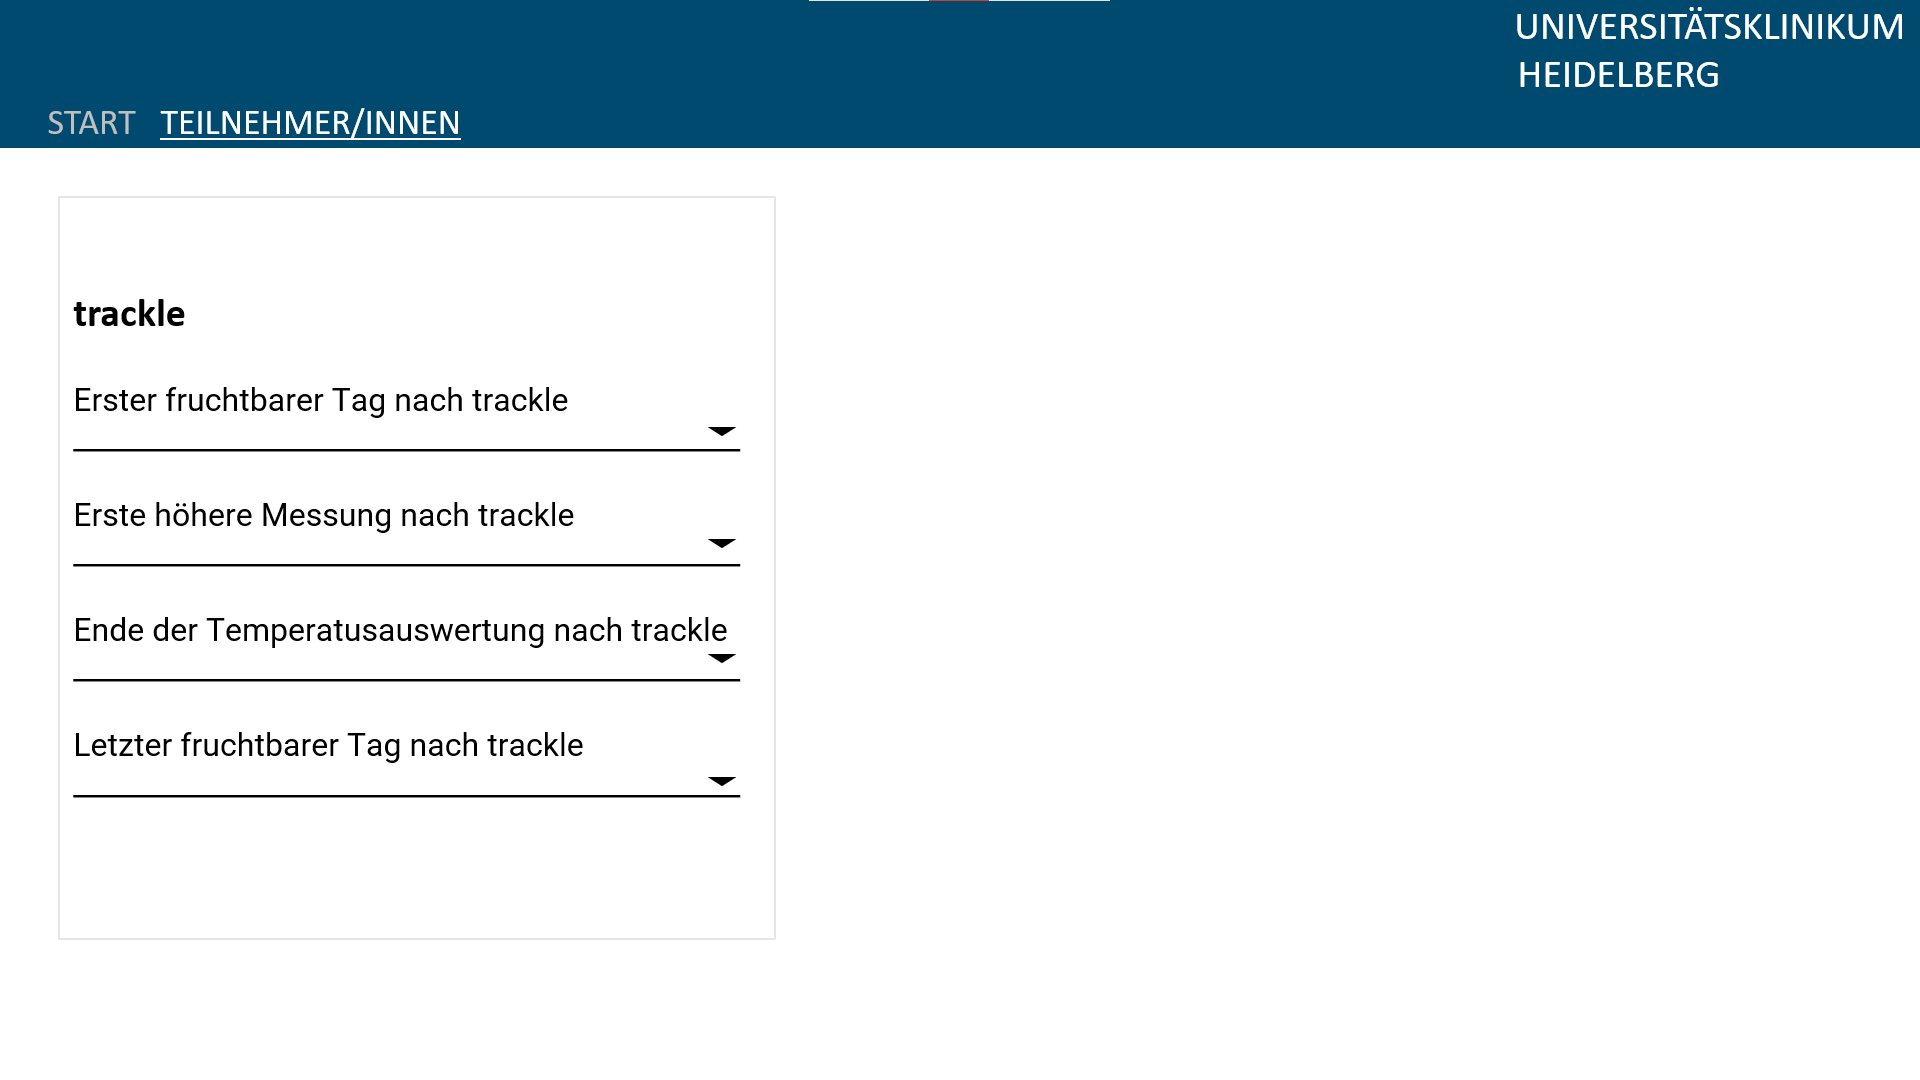 UNIVERSITÄTSKLINIKUM
HEIDELBERG
START TEILNEHMER/INNEN
trackle
Erster fruchtbarer Tag nach trackle
Erste höhere Messung nach trackle
Ende der Temperatusauswertung nach trackle
Letzter fruchtbarer Tag nach trackle